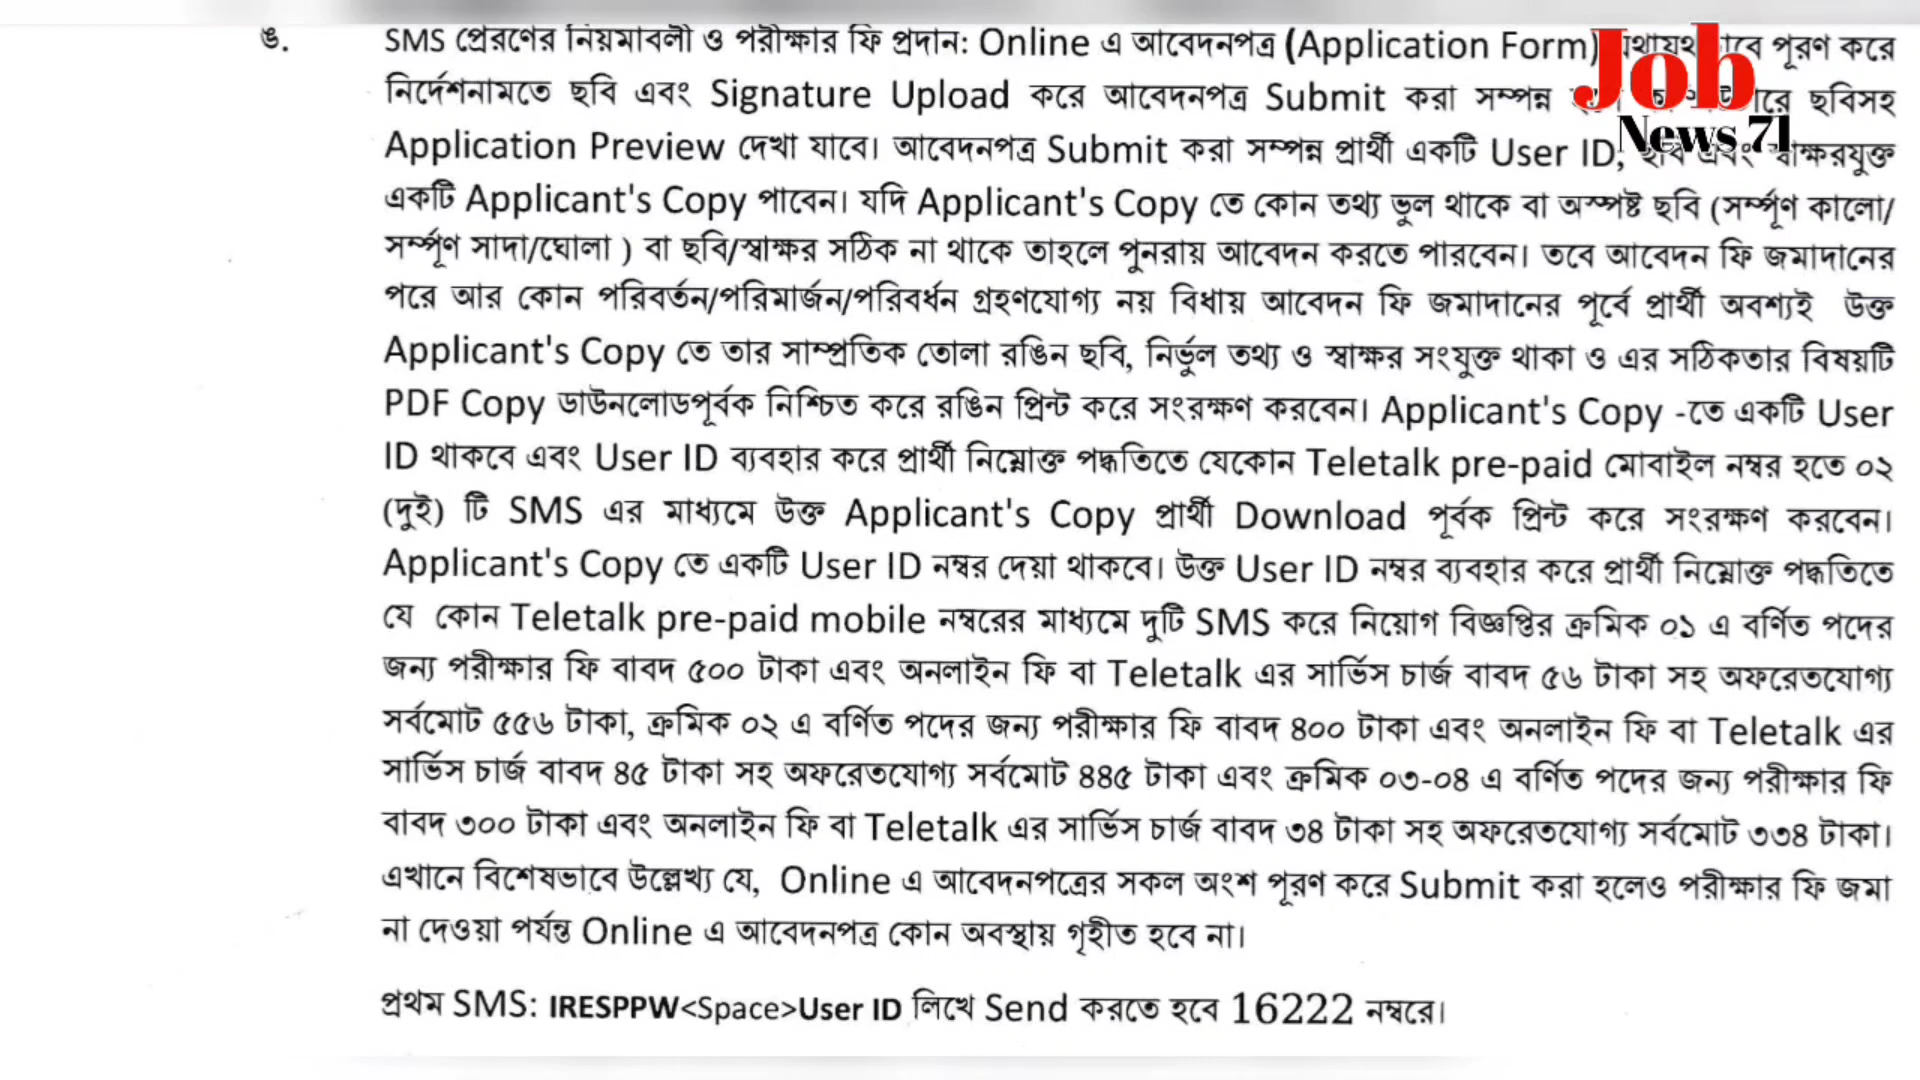 ঙ. SMS প্রেরণের নিয়মাবলী ও পরীক্ষার ফি প্রদান: Online এ আবেদনপত্র (Application Form) পূরণ করে
নির্দেশনামতে ছবি এবং Signature Upload করে আবেদনপত্র Submit করা সম্পন্ন ছবিসহ
Application Preview দেখা যাবে। আবেদনপত্র Submit করা সম্পন্ন প্রার্থী একটি User ID, ছবি এবং স্বাক্ষরযুক্ত
একটি Applicant's Copy পাবেন। যদি Applicant's Copy তে কোন তথ্য ভুল থাকে বা অস্পষ্ট ছবি (সর্ম্পূণ কালো/
সর্ম্পূণ সাদা/ঘোলা ) বা ছবি/স্বাক্ষর সঠিক না থাকে তাহলে পুনরায় আবেদন করতে পারবেন। তবে আবেদন ফি জমাদানের
পরে আর কোন পরিবর্তন/পরিমার্জন/পরিবর্ধন গ্রহণযোগ্য নয় বিধায় আবেদন ফি জমাদানের পূর্বে প্রার্থী অবশ্যই উক্ত
Applicant's Copy তে তার সাম্প্রতিক তোলা রঙিন ছবি, নির্ভুল তথ্য ও স্বাক্ষর সংযুক্ত থাকা ও এর সঠিকতার বিষয়টি
PDF Copy ডাউনলোডপূর্বক নিশ্চিত করে রঙিন প্রিন্ট করে সংরক্ষণ করবেন। Applicant's Copy -তে একটি User
ID থাকবে এবং User ID ব্যবহার করে প্রার্থী নিম্নোক্ত পদ্ধতিতে যেকোন Teletalk pre-paid মোবাইল নম্বর হতে ০২
(দুই) টি SMS এর মাধ্যমে উক্ত Applicant's Copy প্রার্থী Download পূর্বক প্রিন্ট করে সংরক্ষণ করবেন।
Applicant's Copy তে একটি User ID নম্বর দেয়া থাকবে। উক্ত User ID নম্বর ব্যবহার করে প্রার্থী নিম্নোক্ত পদ্ধতিতে
যে কোন Teletalk pre-paid mobile নম্বরের মাধ্যমে দুটি SMS করে নিয়োগ বিজ্ঞপ্তির ক্রমিক ০১ এ বর্ণিত পদের
জন্য পরীক্ষার ফি বাবদ ৫০০ টাকা এবং অনলাইন ফি বা Teletalk এর সার্ভিস চার্জ বাবদ ৫৬ টাকা সহ অফরেতযোগ্য
সর্বমোট ৫৫৬ টাকা, ক্রমিক ০২ এ বর্ণিত পদের জন্য পরীক্ষার ফি বাবদ ৪০০ টাকা এবং অনলাইন ফি বা Teletalk এর
সার্ভিস চার্জ বাবদ ৪৫ টাকা সহ অফরেতযোগ্য সর্বমোট ৪৪৫ টাকা এবং ক্রমিক ০৩-০৪ এ বর্ণিত পদের জন্য পরীক্ষার ফি
বাবদ ৩০০ টাকা এবং অনলাইন ফি বা Teletalk এর সার্ভিস চার্জ বাবদ ৩৪ টাকা সহ অফরেতযোগ্য সর্বমোট ৩৩৪ টাকা।
এখানে বিশেষভাবে উল্লেখ্য যে, Online এ আবেদনপত্রের সকল অংশ পূরণ করে Submit করা হলেও পরীক্ষার ফি জমা
না দেওয়া পর্যন্ত Online এ আবেদনপত্র কোন অবস্থায় গৃহীত হবে না।
প্রথম SMS: IRESPPW<Space>User ID লিখে Send করতে হবে 16222 নম্বরে।
Job
News 71